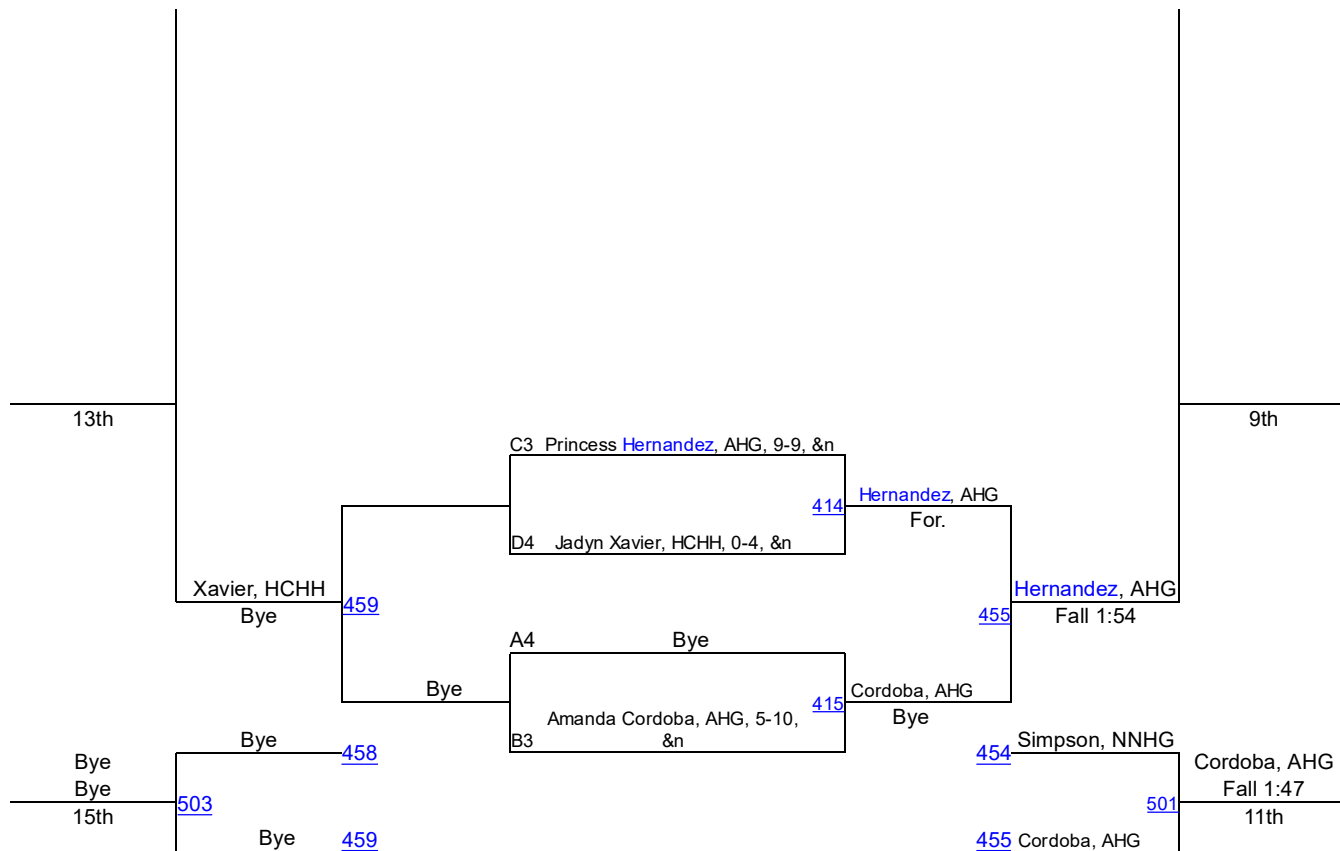 13th
9th
C3 Princess Hernandez, AHG, 9-9, &n
Hernandez, AHG
414
For.
D4 Jadyn Xavier, HCHH, 0-4, &n
Xavier, HCHH
459
Bye
Hernandez, AHG
455
Fall 1:54
A4 Bye
Bye
415
Cordoba, AHG
Bye
Amanda Cordoba, AHG, 5-10,
B3 &n
Bye
458
454
Simpson, NNHG
Bye
Bye
503
15th
Cordoba, AHG
Fall 1:47
501
11th
Bye
459
455
Cordoba, AHG